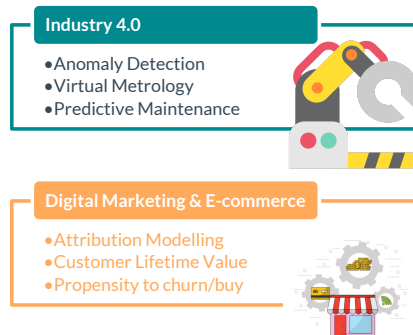 Industry 4.0
•Anomaly Detection
•Virtual Metrology
•Predictive Maintenance
Digital Marketing & E-commerce
•Attribution Modelling
•Customer Lifetime Value
•Propensity to churn/buy